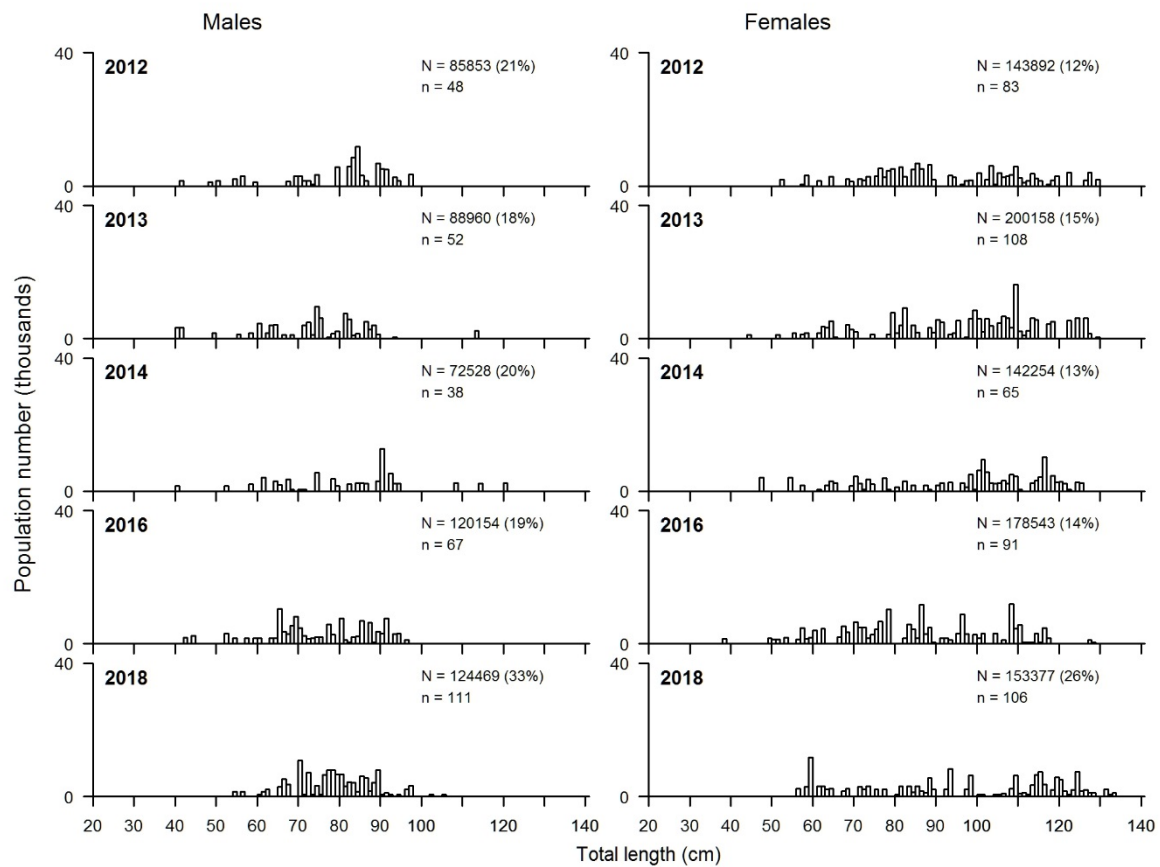 Males
Females
Population number (thousands)
40
2012
N = 85853 (21%)
n = 48
0
40
2012
N = 143892 (12%)
n = 83
0
40
2013
N = 88960 (18%)
n = 52
0
40
2013
N = 200158 (15%)
n = 108
0
40
2014
N = 72528 (20%)
n = 38
0
40
2014
N = 142254 (13%)
n = 65
0
40
2016
N = 120154 (19%)
n = 67
0
40
2016
N = 178543 (14%)
n = 91
0
40
2018
N = 124469 (33%)
n = 111
0
40
2018
N = 153377 (26%)
n = 106
0
20 30 40 50 60 70 80 90 100 120 140
20 30 40 50 60 70 80 90 100 120 140
Total length (cm)